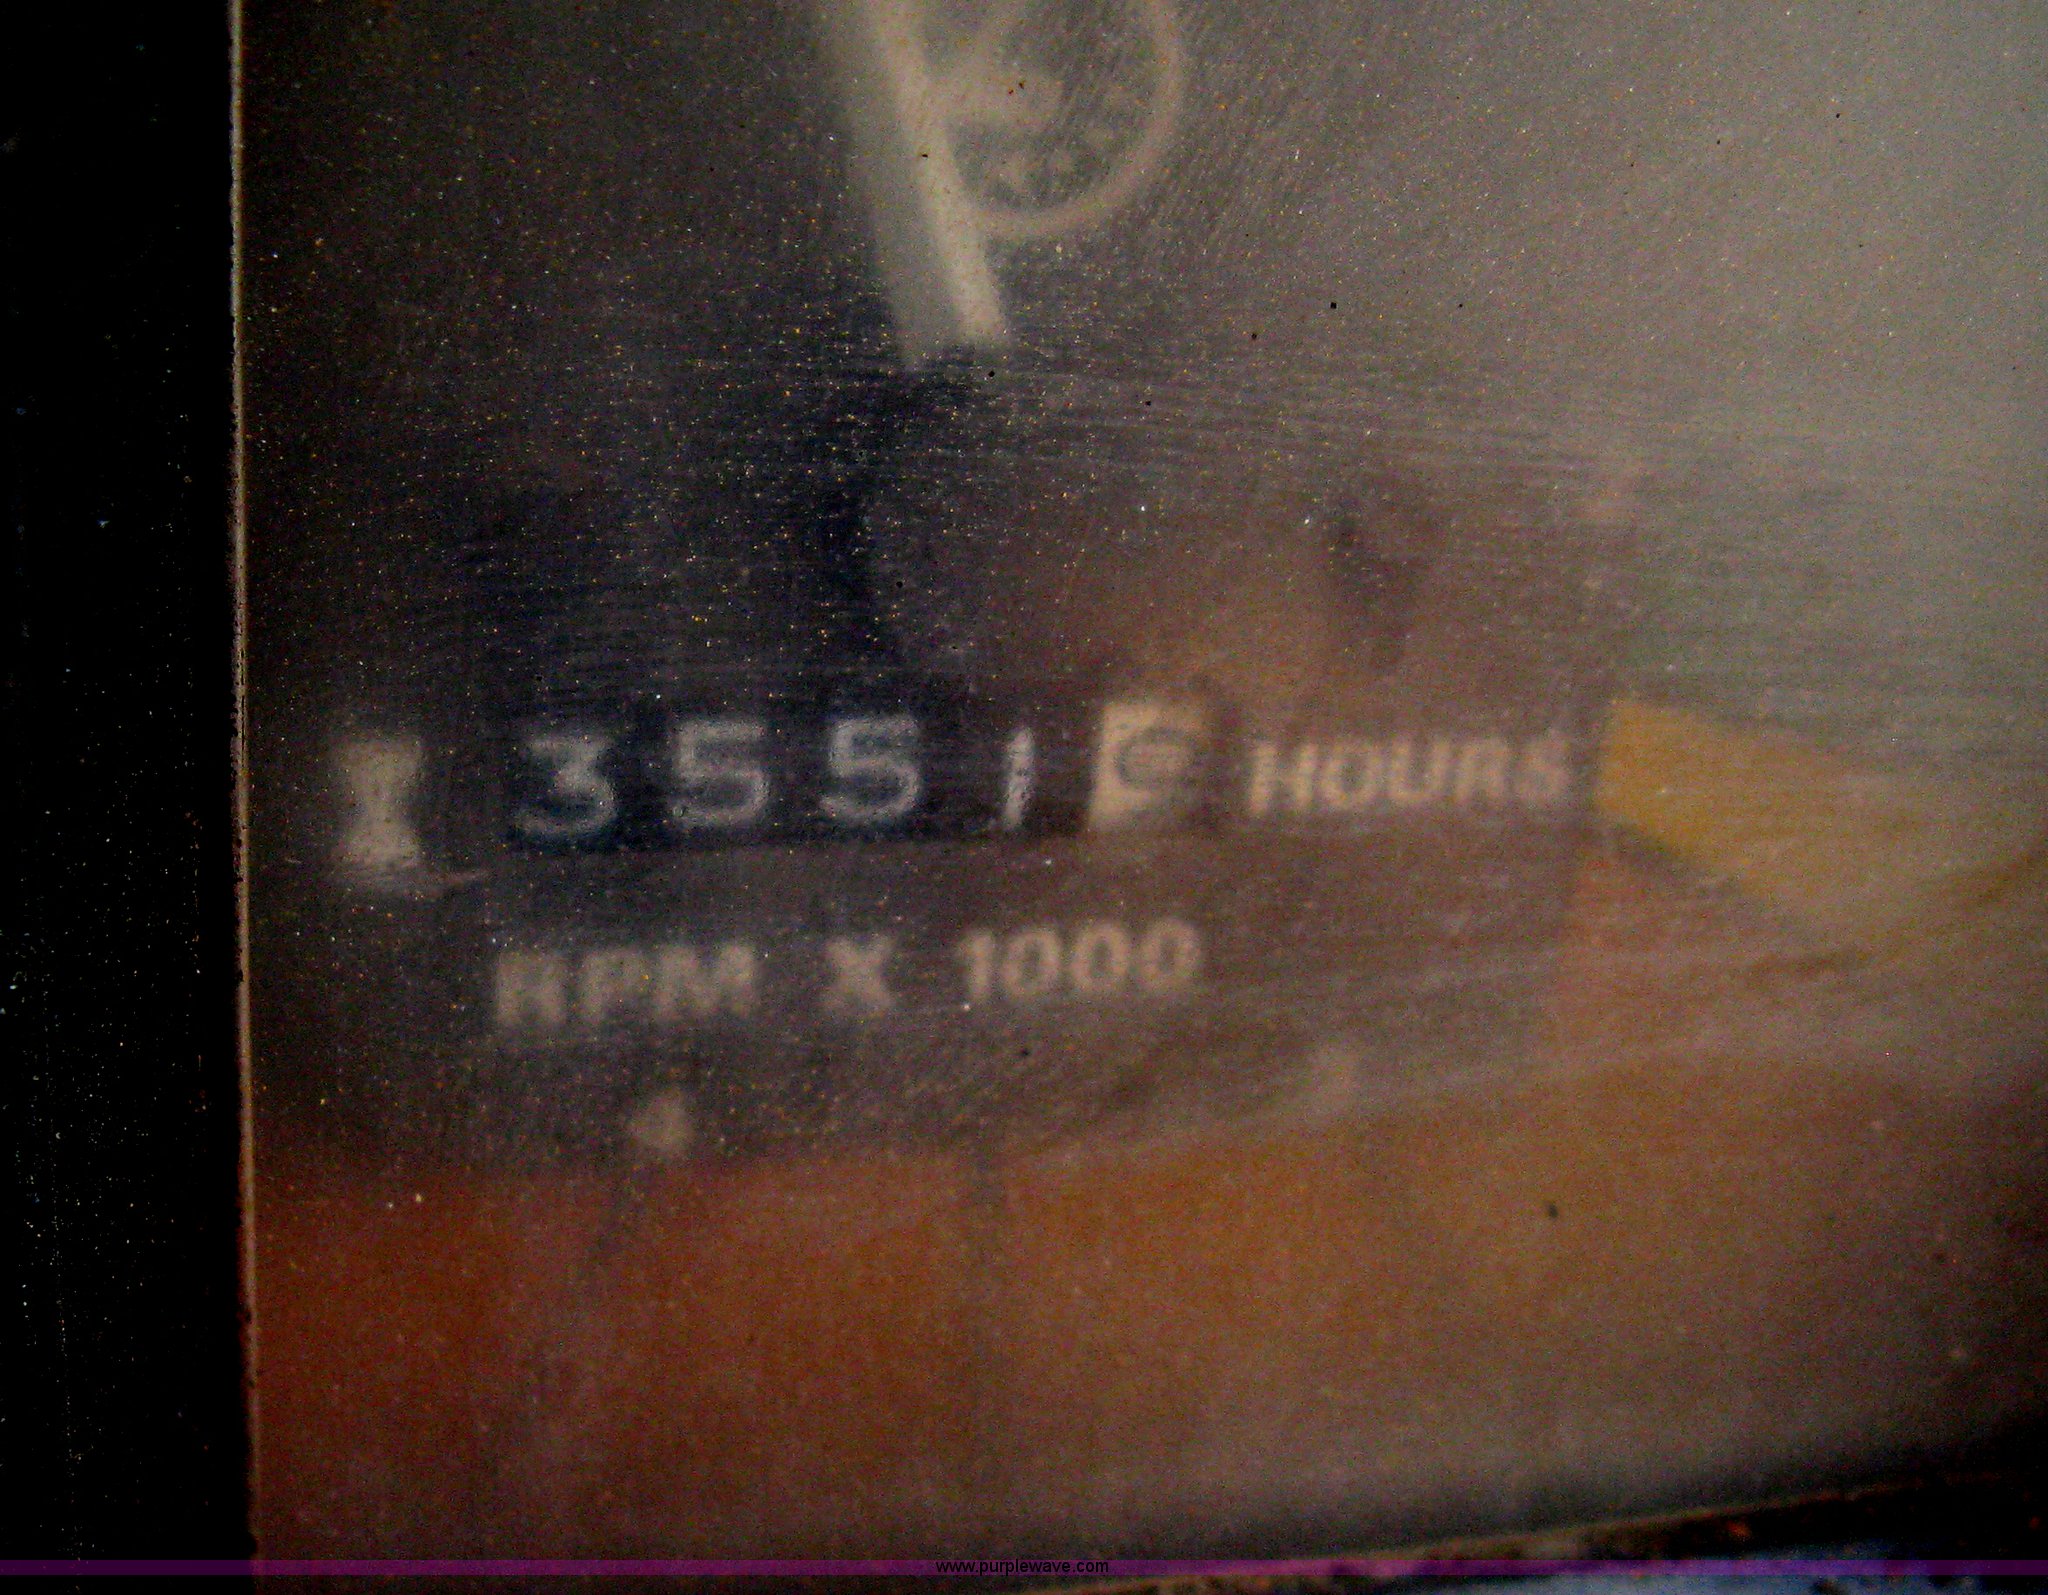 3551 HOURS
RPM X 1000
www.purplewave.com